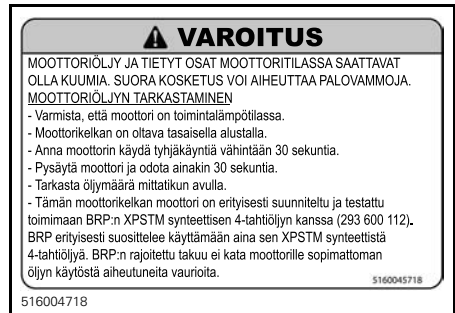 VAROITUS
MOOTTORIÖLJY JA TIETYT OSAT MOOTTORITILASSA SAATTAVAT
OLLA KUUMIA. SUORA KOSKETUS VOI AIHEUTTAA PALOVAMMOJA.
MOOTTORIÖLJYN TARKASTAMINEN
- Varmista, että moottori on toimintalämpötilassa.
- Moottorikelkan on oltava tasaisella alustalla.
- Anna moottorin käydä tyhjäkäyntiä vähintään 30 sekuntia.
- Pysäytä moottori ja odota ainakin 30 sekuntia.
- Tarkasta öljymäärä mittatikun avulla.
- Tämän moottorikelkan moottori on erityisesti suunniteltu ja testattu
toimimaan BRP:n XPSTM synteettisen 4-tahtiöljyn kanssa (293 600 112).
BRP erityisesti suosittelee käyttämään aina sen XPSTM synteettistä
4-tahtiöljyä. BRP:n rajoitettu takuu ei kata moottorille sopimattoman
öljyn käytöstä aiheutuneita vaurioita.
5160045718
516004718